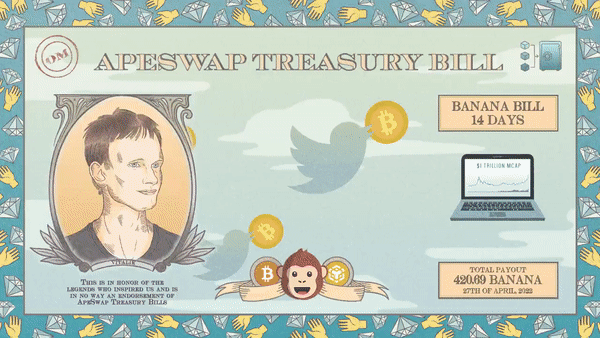 OM
APESWAP TREASURY BILL
BANANA BILL
14 DAYS
$1 TRILLION MCAP
VITALIK
THIS IS IN HONOR OF THE
LEGENDS WHO INSPIRED US AND IS
IN NO WAY AN ENDORSEMENT OF
APESWAP TREASURY BILLS
TOTAL PAYOUT
420.69 BANANA
27TH OF APRIL, 2022